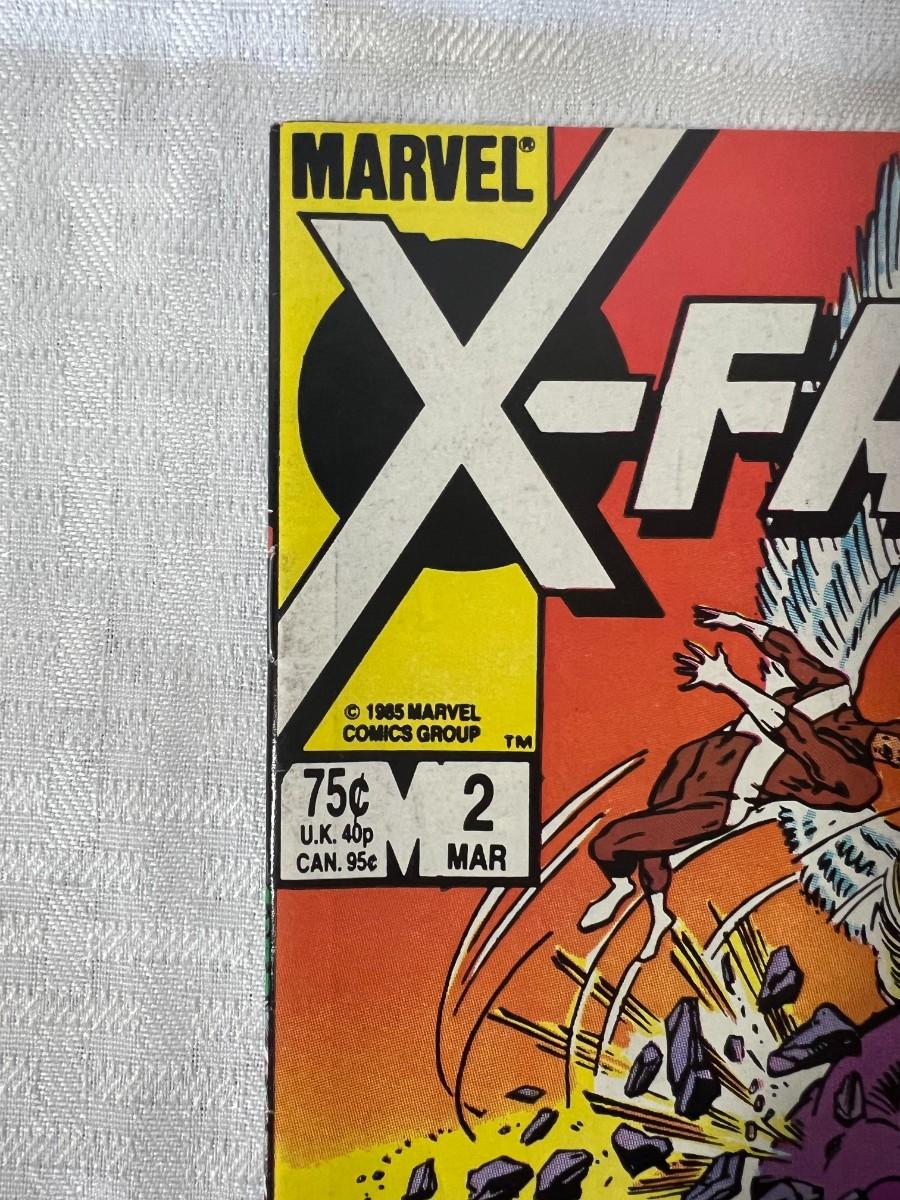 MARVEL®
X-FA
© 1985 MARVEL
COMICS GROUP TM
75¢ M 2
U.K. 40p
CAN. 95¢ MAR